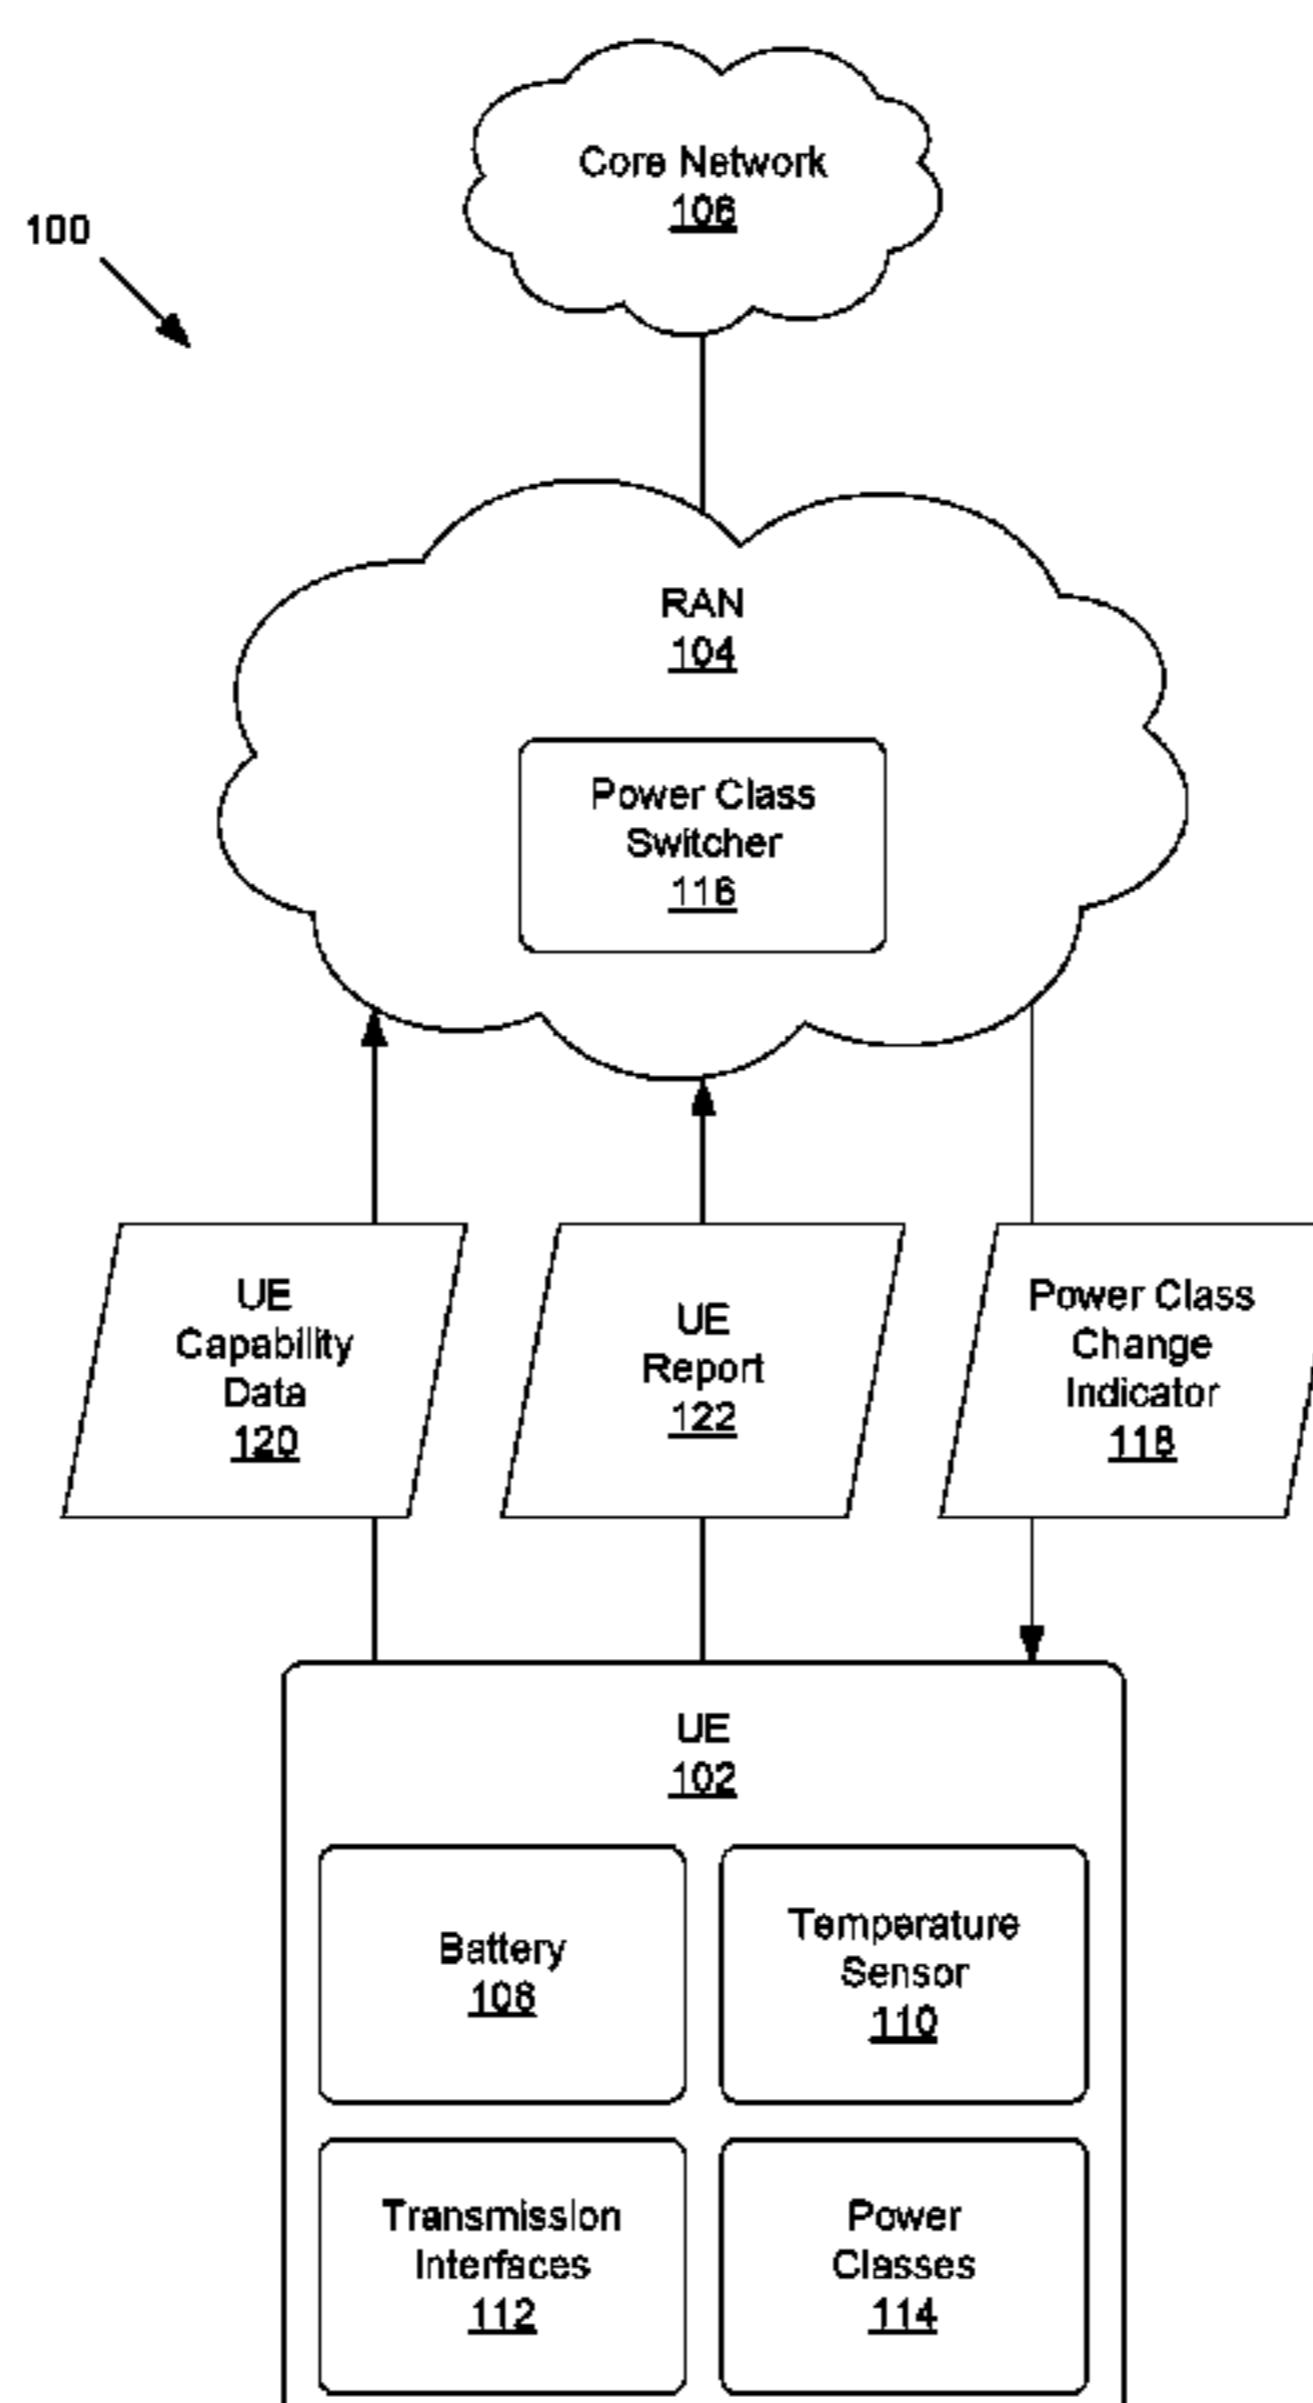 Core Network
106
100
RAN
104
Power Class
Switcher
116
UE
Capability
Data
120
UE
Report
122
Power Class
Change
Indicator
118
UE
102
Battery
108
Temperature
Sensor
110
Transmission
Interfaces
112
Power
Classes
114